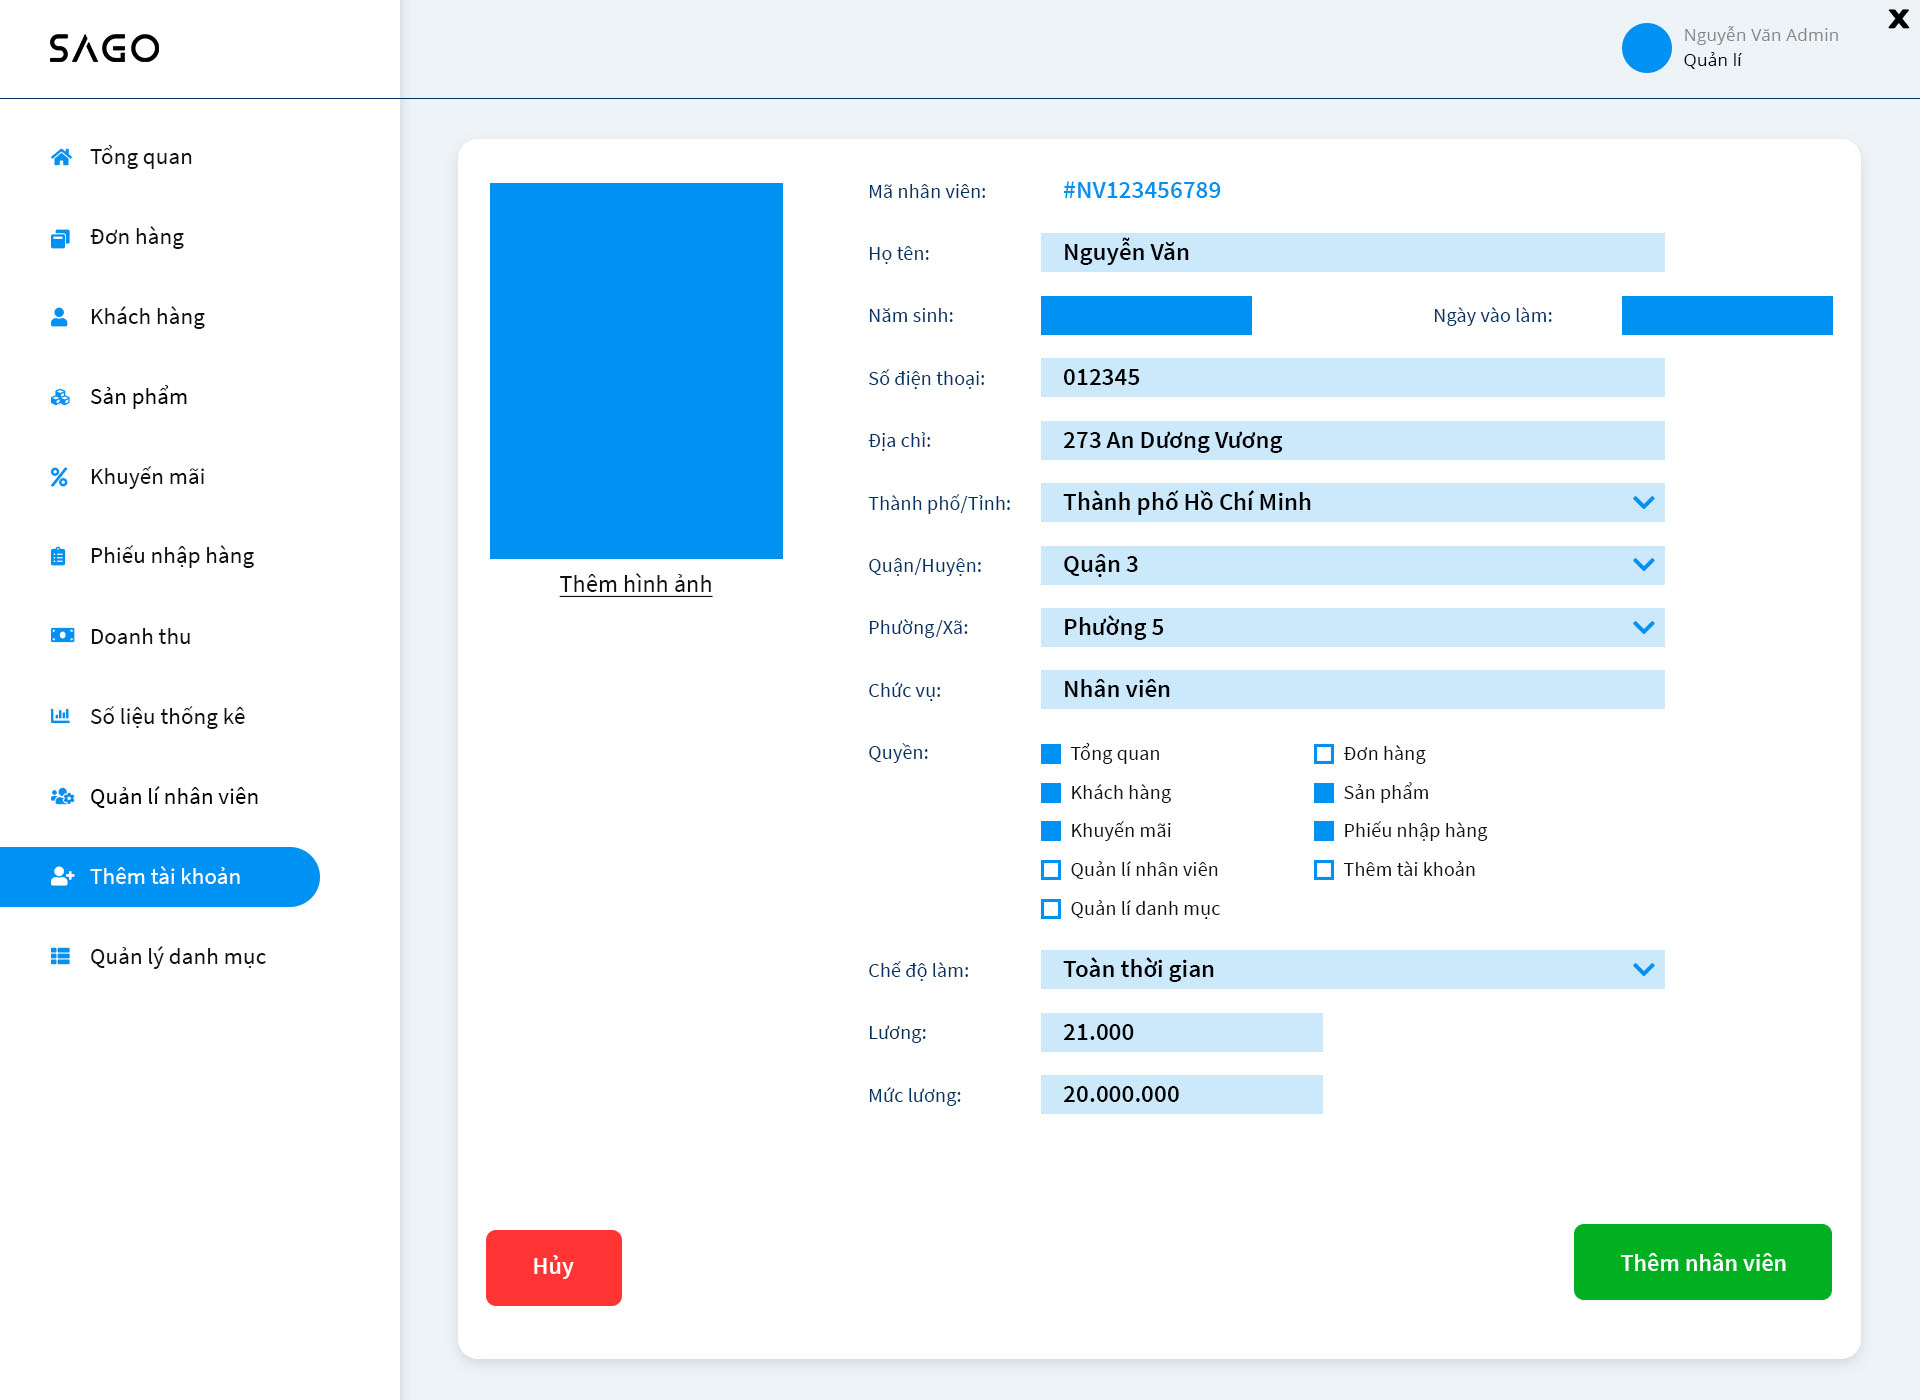 SAGO
Nguyễn Văn Admin
Quản lí
Tổng quan
Đơn hàng
Khách hàng
Sản phẩm
Khuyến mãi
Phiếu nhập hàng
Doanh thu
Số liệu thống kê
Quản lí nhân viên
Thêm tài khoản
Quản lý danh mục
Thêm hình ảnh
Mã nhân viên: #NV123456789
Họ tên: Nguyễn Văn
Năm sinh: Ngày vào làm:
Số điện thoại: 012345
Địa chỉ: 273 An Dương Vương
Thành phố/Tỉnh: Thành phố Hồ Chí Minh
Quận/Huyện: Quận 3
Phường/Xã: Phường 5
Chức vụ: Nhân viên
Quyền: Tổng quan Đơn hàng
Khách hàng Sản phẩm
Khuyến mãi Phiếu nhập hàng
Quản lí nhân viên Thêm tài khoản
Quản lí danh mục
Chế độ làm: Toàn thời gian
Lương: 21.000
Mức lương: 20.000.000
Hủy Thêm nhân viên